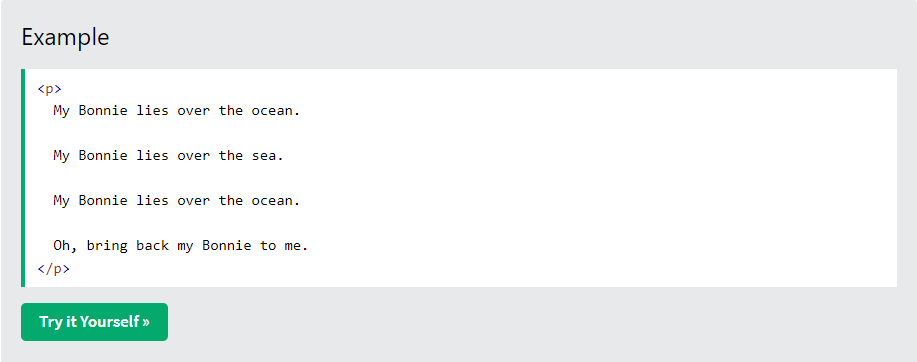 Example
<p>
My Bonnie lies over the ocean.
My Bonnie lies over the sea.
My Bonnie lies over the ocean.
Oh, bring back my Bonnie to me.
</p>
Try it Yourself »